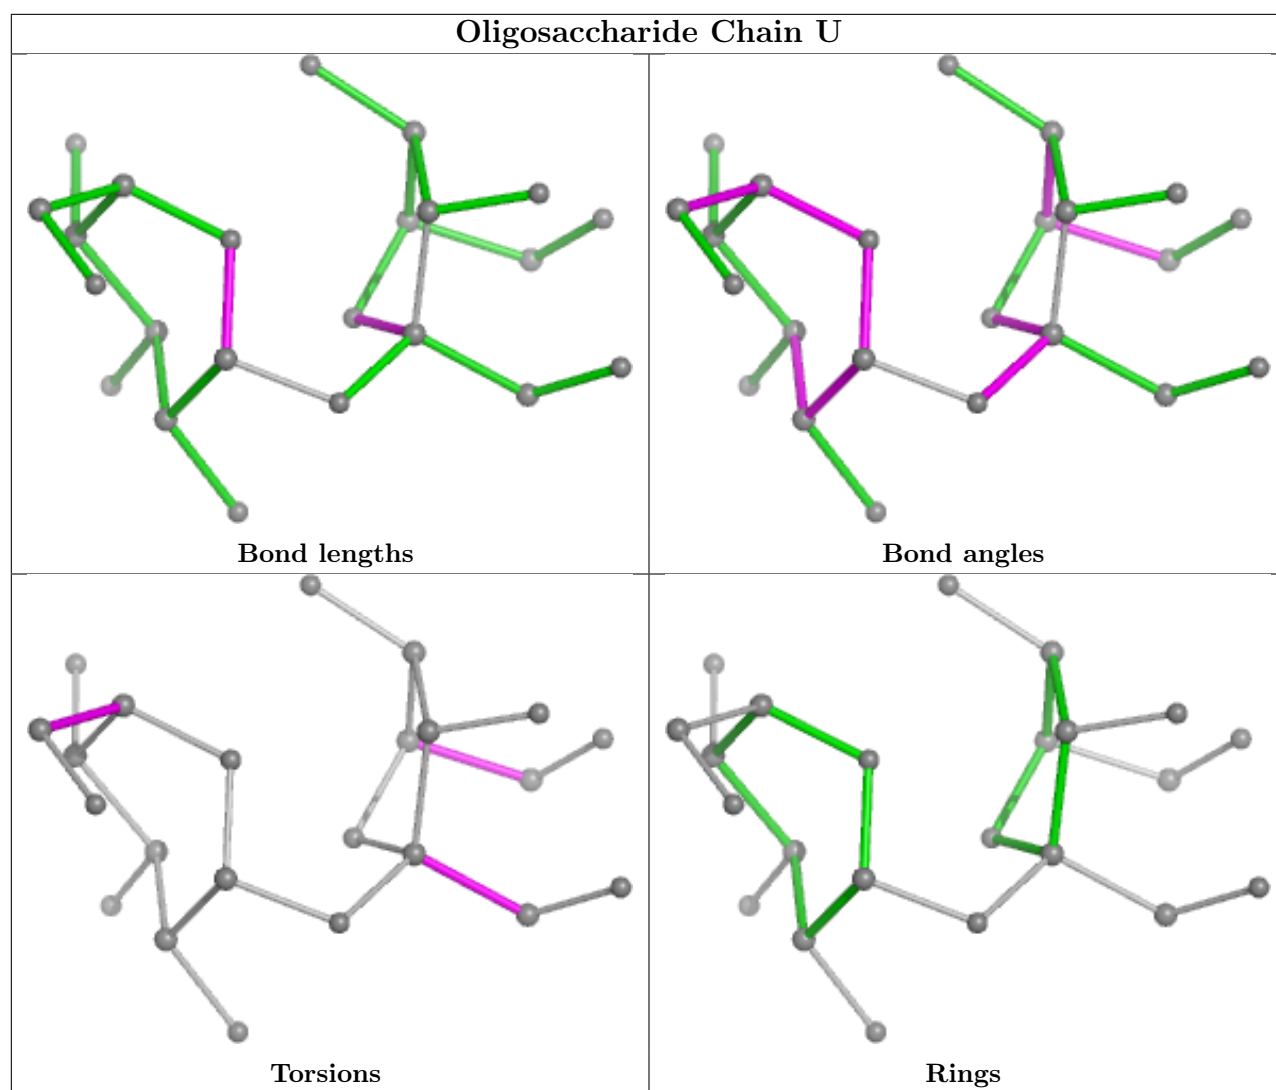 Oligosaccharide Chain U
Bond lengths
Bond angles
Torsions
Rings